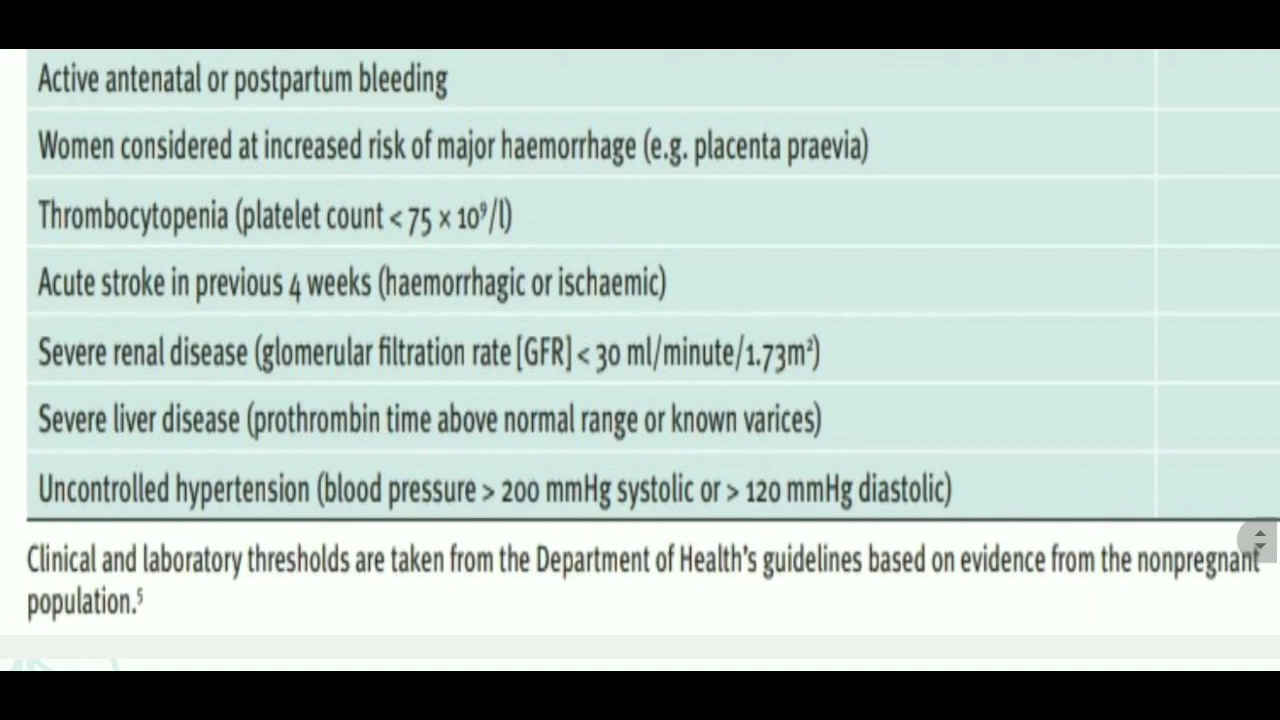 Active antenatal or postpartum bleeding
Women considered at increased risk of major haemorrhage (e.g. placenta praevia)
Thrombocytopenia (platelet count < 75 × 10⁹/l)
Acute stroke in previous 4 weeks (haemorrhagic or ischaemic)
Severe renal disease (glomerular filtration rate [GFR] < 30 ml/minute/1.73m²)
Severe liver disease (prothrombin time above normal range or known varices)
Uncontrolled hypertension (blood pressure > 200 mmHg systolic or > 120 mmHg diastolic)
Clinical and laboratory thresholds are taken from the Department of Health's guidelines based on evidence from the nonpregnant
population.⁵